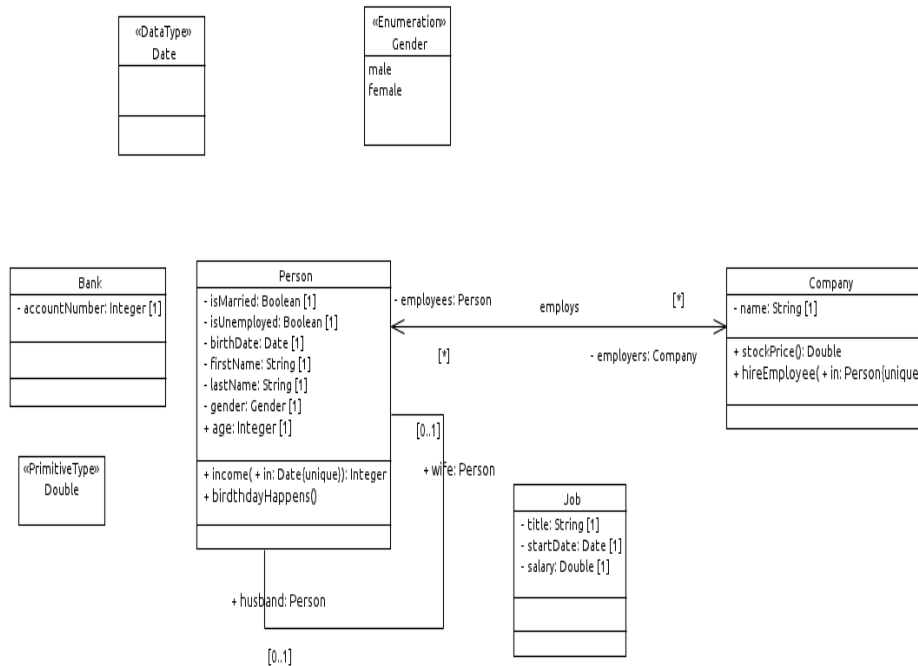 «DataType»
Date
«Enumeration»
Gender
male
female
Bank
- accountNumber: Integer [1]
Person
- isMarried: Boolean [1]
- isUnemployed: Boolean [1]
- birthDate: Date [1]
- firstName: String [1]
- lastName: String [1]
- gender: Gender [1]
+ age: Integer [1]
+ income( + in: Date{unique}): Integer
+ birdthdayHappens()
- employees: Person
employs
[*]
[*]
- employers: Company
Company
- name: String [1]
+ stockPrice(): Double
+ hireEmployee( + in: Person{unique
[0..1]
+ wife: Person
«PrimitiveType»
Double
Job
- title: String [1]
- startDate: Date [1]
- salary: Double [1]
+ husband: Person
[0..1]